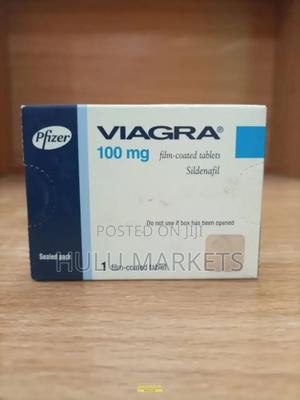 Pfizer
VIAGRA®
100 mg film-coated tablets
Sildenafil
Do not use if box has been opened
POSTED ON JIJI
HULU MARKETS
Sealed pack
1 film-coated tablet